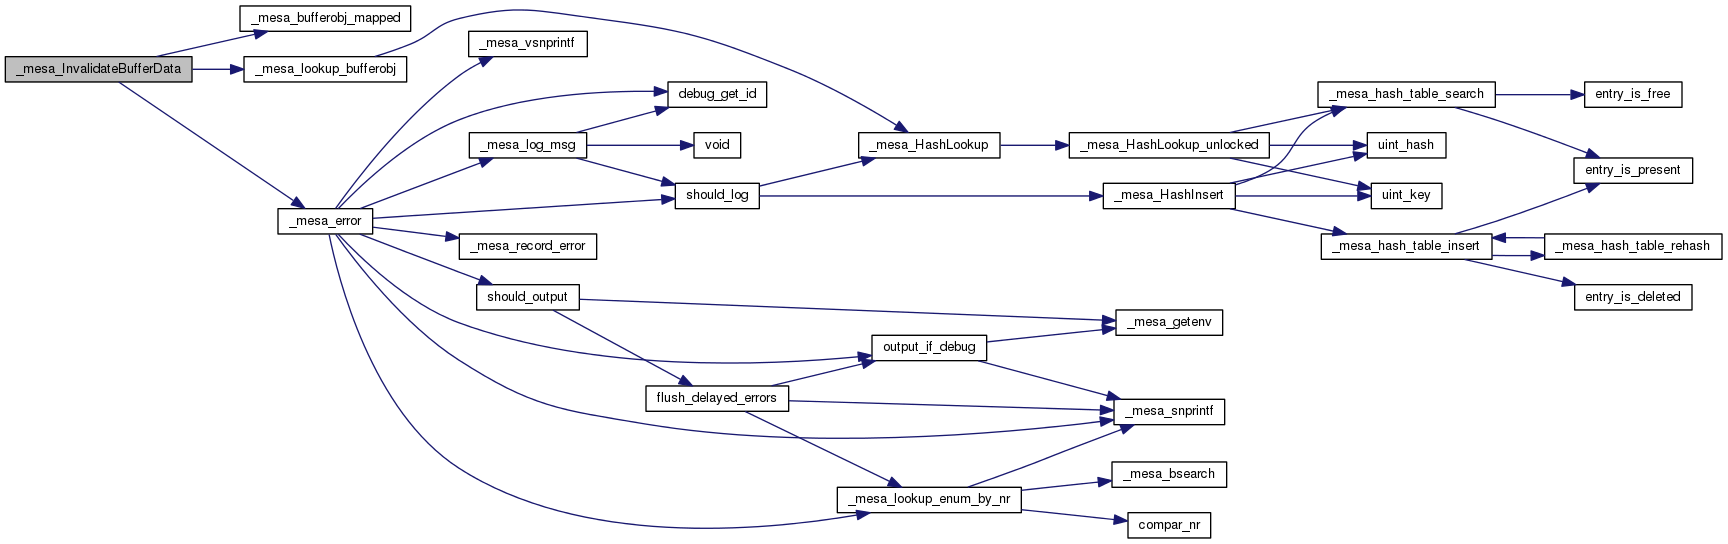 _mesa_InvalidateBufferData
_mesa_bufferobj_mapped
_mesa_lookup_bufferobj
_mesa_error
_mesa_vsnprintf
debug_get_id
_mesa_log_msg
void
should_log
_mesa_record_error
should_output
output_if_debug
flush_delayed_errors
_mesa_lookup_enum_by_nr
_mesa_HashLookup
_mesa_HashLookup_unlocked
_mesa_HashInsert
_mesa_getenv
_mesa_snprintf
_mesa_bsearch
compar_nr
_mesa_hash_table_search
uint_hash
uint_key
_mesa_hash_table_insert
entry_is_free
entry_is_present
_mesa_hash_table_rehash
entry_is_deleted